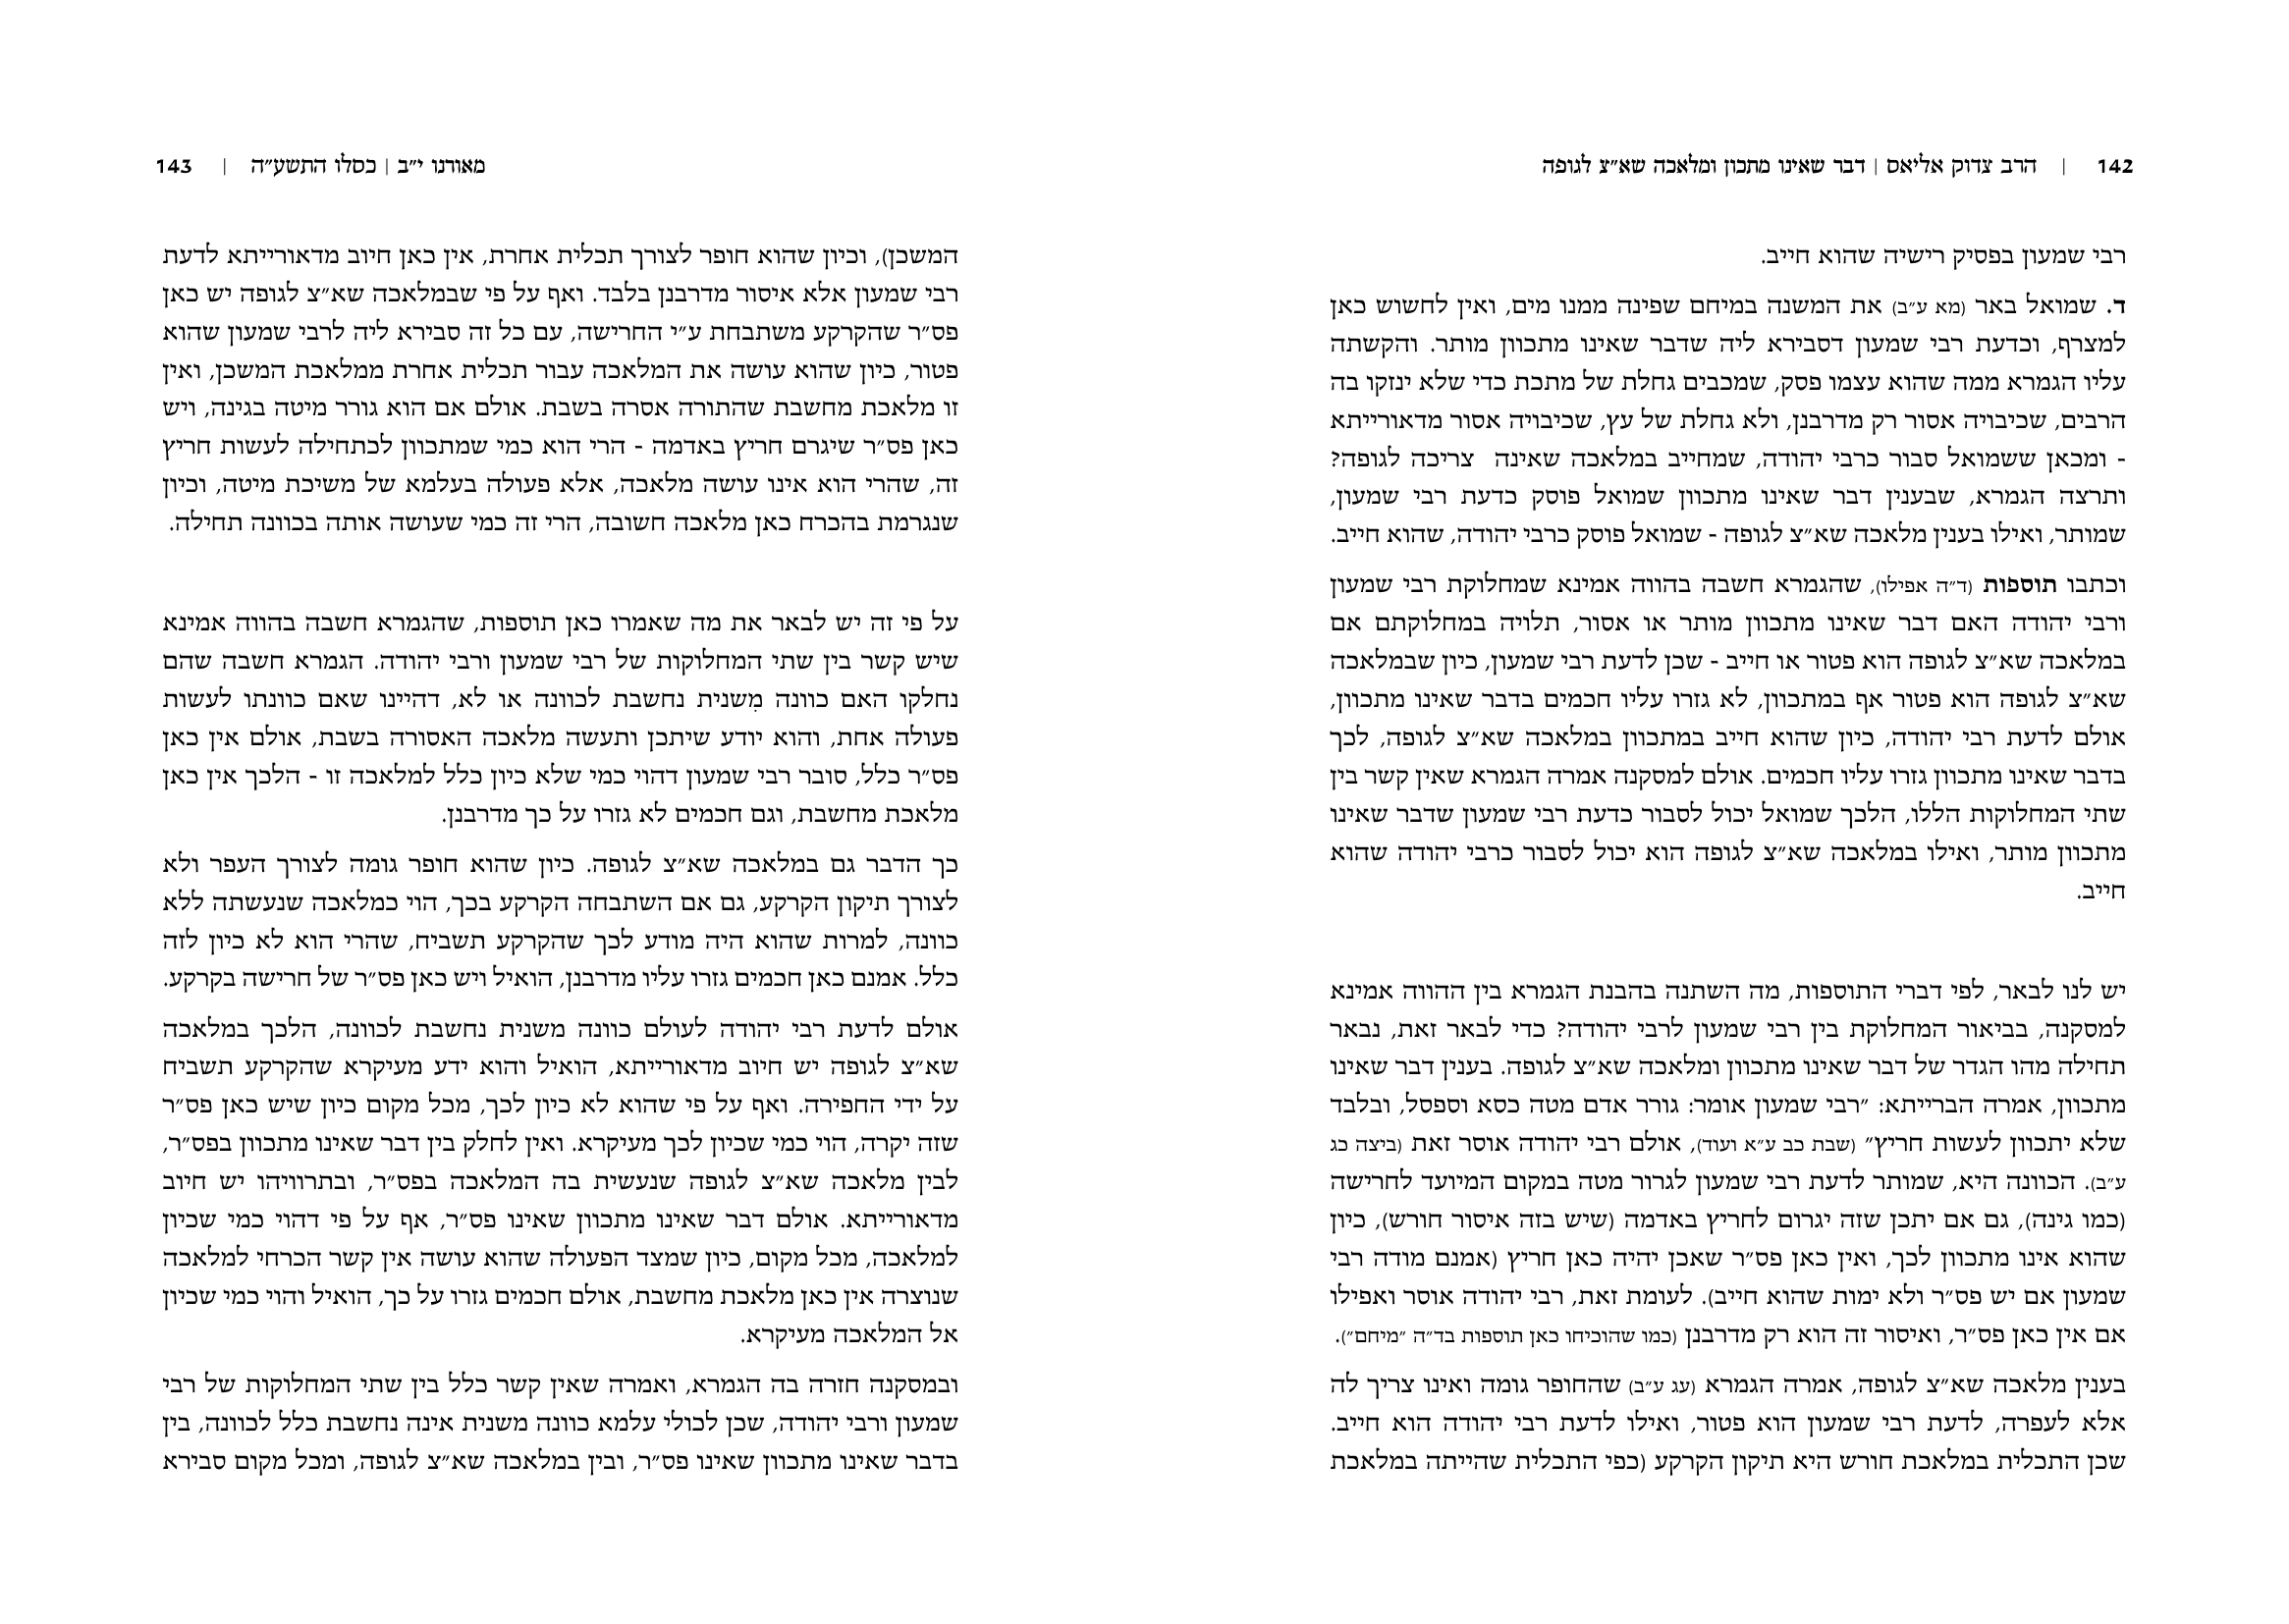 142 | הרב צדוק אליאס | דבר שאינו מתכון ומלאכה שא״צ לגופה
רבי שמעון בפסיק רישיה שהוא חייב.
ד. שמואל באר (מא ע״ב) את המשנה במיחם שפינה ממנו מים, ואין לחשוש כאן
למצרף, וכדעת רבי שמעון דסבירא ליה שדבר שאינו מתכוון מותר. והקשתה
עליו הגמרא ממה שהוא עצמו פסק, שמכבים גחלת של מתכת כדי שלא ינזקו בה
הרבים, שכיבויה אסור רק מדרבנן, ולא גחלת של עץ, שכיבויה אסור מדאורייתא
- ומכאן ששמואל סבור כרבי יהודה, שמחייב במלאכה שאינה צריכה לגופה?
ותרצה הגמרא, שבענין דבר שאינו מתכוון שמואל פוסק כדעת רבי שמעון,
שמותר, ואילו בענין מלאכה שא״צ לגופה - שמואל פוסק כרבי יהודה, שהוא חייב.
וכתבו תוספות (ד״ה אפילו), שהגמרא חשבה בהווה אמינא שמחלוקת רבי שמעון
ורבי יהודה האם דבר שאינו מתכוון מותר או אסור, תלויה במחלוקתם אם
במלאכה שא״צ לגופה הוא פטור או חייב - שכן לדעת רבי שמעון, כיון שבמלאכה
שא״צ לגופה הוא פטור אף במתכוון, לא גזרו עליו חכמים בדבר שאינו מתכוון,
אולם לדעת רבי יהודה, כיון שהוא חייב במתכוון במלאכה שא״צ לגופה, לכך
בדבר שאינו מתכוון גזרו עליו חכמים. אולם למסקנה אמרה הגמרא שאין קשר בין
שתי המחלוקות הללו, הלכך שמואל יכול לסבור כדעת רבי שמעון שדבר שאינו
מתכוון מותר, ואילו במלאכה שא״צ לגופה הוא יכול לסבור כרבי יהודה שהוא
חייב.
יש לנו לבאר, לפי דברי התוספות, מה השתנה בהבנת הגמרא בין ההווה אמינא
למסקנה, בביאור המחלוקת בין רבי שמעון לרבי יהודה? כדי לבאר זאת, נבאר
תחילה מהו הגדר של דבר שאינו מתכוון ומלאכה שא״צ לגופה. בענין דבר שאינו
מתכוון, אמרה הברייתא: ״רבי שמעון אומר: גורר אדם מטה כסא וספסל, ובלבד
שלא יתכוון לעשות חריץ״ (שבת כב ע״א ועוד), אולם רבי יהודה אוסר זאת (ביצה כג
ע״ב). הכוונה היא, שמותר לדעת רבי שמעון לגרור מטה במקום המיועד לחרישה
(כמו גינה), גם אם יתכן שזה יגרום לחריץ באדמה (שיש בזה איסור חורש), כיון
שהוא אינו מתכוון לכך, ואין כאן פס״ר שאכן יהיה כאן חריץ (אמנם מודה רבי
שמעון אם יש פס״ר ולא ימות שהוא חייב). לעומת זאת, רבי יהודה אוסר ואפילו
אם אין כאן פס״ר, ואיסור זה הוא רק מדרבנן (כמו שהוכיחו כאן תוספות בד״ה ״מיחם״).
בענין מלאכה שא״צ לגופה, אמרה הגמרא (עג ע״ב) שהחופר גומה ואינו צריך לה
אלא לעפרה, לדעת רבי שמעון הוא פטור, ואילו לדעת רבי יהודה הוא חייב.
שכן התכלית במלאכת חורש היא תיקון הקרקע (כפי התכלית שהייתה במלאכת
מאורנו י״ב | כסלו התשע״ה | 143
המשכן), וכיון שהוא חופר לצורך תכלית אחרת, אין כאן חיוב מדאורייתא לדעת
רבי שמעון אלא איסור מדרבנן בלבד. ואף על פי שבמלאכה שא״צ לגופה יש כאן
פס״ר שהקרקע משתבחת ע״י החרישה, עם כל זה סבירא ליה לרבי שמעון שהוא
פטור, כיון שהוא עושה את המלאכה עבור תכלית אחרת ממלאכת המשכן, ואין
זו מלאכת מחשבת שהתורה אסרה בשבת. אולם אם הוא גורר מיטה בגינה, ויש
כאן פס״ר שיגרם חריץ באדמה - הרי הוא כמי שמתכוון לכתחילה לעשות חריץ
זה, שהרי הוא אינו עושה מלאכה, אלא פעולה בעלמא של משיכת מיטה, וכיון
שנגרמת בהכרח כאן מלאכה חשובה, הרי זה כמי שעושה אותה בכוונה תחילה.
על פי זה יש לבאר את מה שאמרו כאן תוספות, שהגמרא חשבה בהווה אמינא
שיש קשר בין שתי המחלוקות של רבי שמעון ורבי יהודה. הגמרא חשבה שהם
נחלקו האם כוונה מִשנית נחשבת לכוונה או לא, דהיינו שאם כוונתו לעשות
פעולה אחת, והוא יודע שיתכן ותעשה מלאכה האסורה בשבת, אולם אין כאן
פס״ר כלל, סובר רבי שמעון דהוי כמי שלא כיון כלל למלאכה זו - הלכך אין כאן
מלאכת מחשבת, וגם חכמים לא גזרו על כך מדרבנן.
כך הדבר גם במלאכה שא״צ לגופה. כיון שהוא חופר גומה לצורך העפר ולא
לצורך תיקון הקרקע, גם אם השתבחה הקרקע בכך, הוי כמלאכה שנעשתה ללא
כוונה, למרות שהוא היה מודע לכך שהקרקע תשביח, שהרי הוא לא כיון לזה
כלל. אמנם כאן חכמים גזרו עליו מדרבנן, הואיל ויש כאן פס״ר של חרישה בקרקע.
אולם לדעת רבי יהודה לעולם כוונה משנית נחשבת לכוונה, הלכך במלאכה
שא״צ לגופה יש חיוב מדאורייתא, הואיל והוא ידע מעיקרא שהקרקע תשביח
על ידי החפירה. ואף על פי שהוא לא כיון לכך, מכל מקום כיון שיש כאן פס״ר
שזה יקרה, הוי כמי שכיון לכך מעיקרא. ואין לחלק בין דבר שאינו מתכוון בפס״ר,
לבין מלאכה שא״צ לגופה שנעשית בה המלאכה בפס״ר, ובתרוויהו יש חיוב
מדאורייתא. אולם דבר שאינו מתכוון שאינו פס״ר, אף על פי דהוי כמי שכיון
למלאכה, מכל מקום, כיון שמצד הפעולה שהוא עושה אין קשר הכרחי למלאכה
שנוצרה אין כאן מלאכת מחשבת, אולם חכמים גזרו על כך, הואיל והוי כמי שכיון
אל המלאכה מעיקרא.
ובמסקנה חזרה בה הגמרא, ואמרה שאין קשר כלל בין שתי המחלוקות של רבי
שמעון ורבי יהודה, שכן לכולי עלמא כוונה משנית אינה נחשבת כלל לכוונה, בין
בדבר שאינו מתכוון שאינו פס״ר, ובין במלאכה שא״צ לגופה, ומכל מקום סבירא